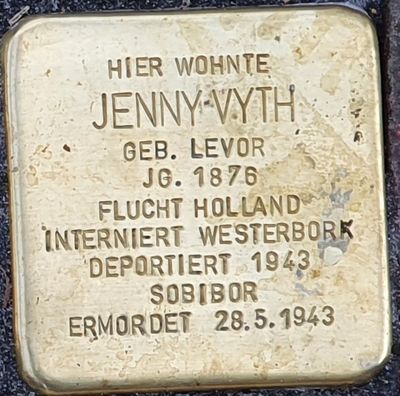 HIER WOHNTE
JENNY VYTH
GEB. LEVOR
JG. 1876
FLUCHT HOLLAND
INTERNIERT WESTERBORK
DEPORTIERT 1943
SOBIBOR
ERMORDET 28.5.1943